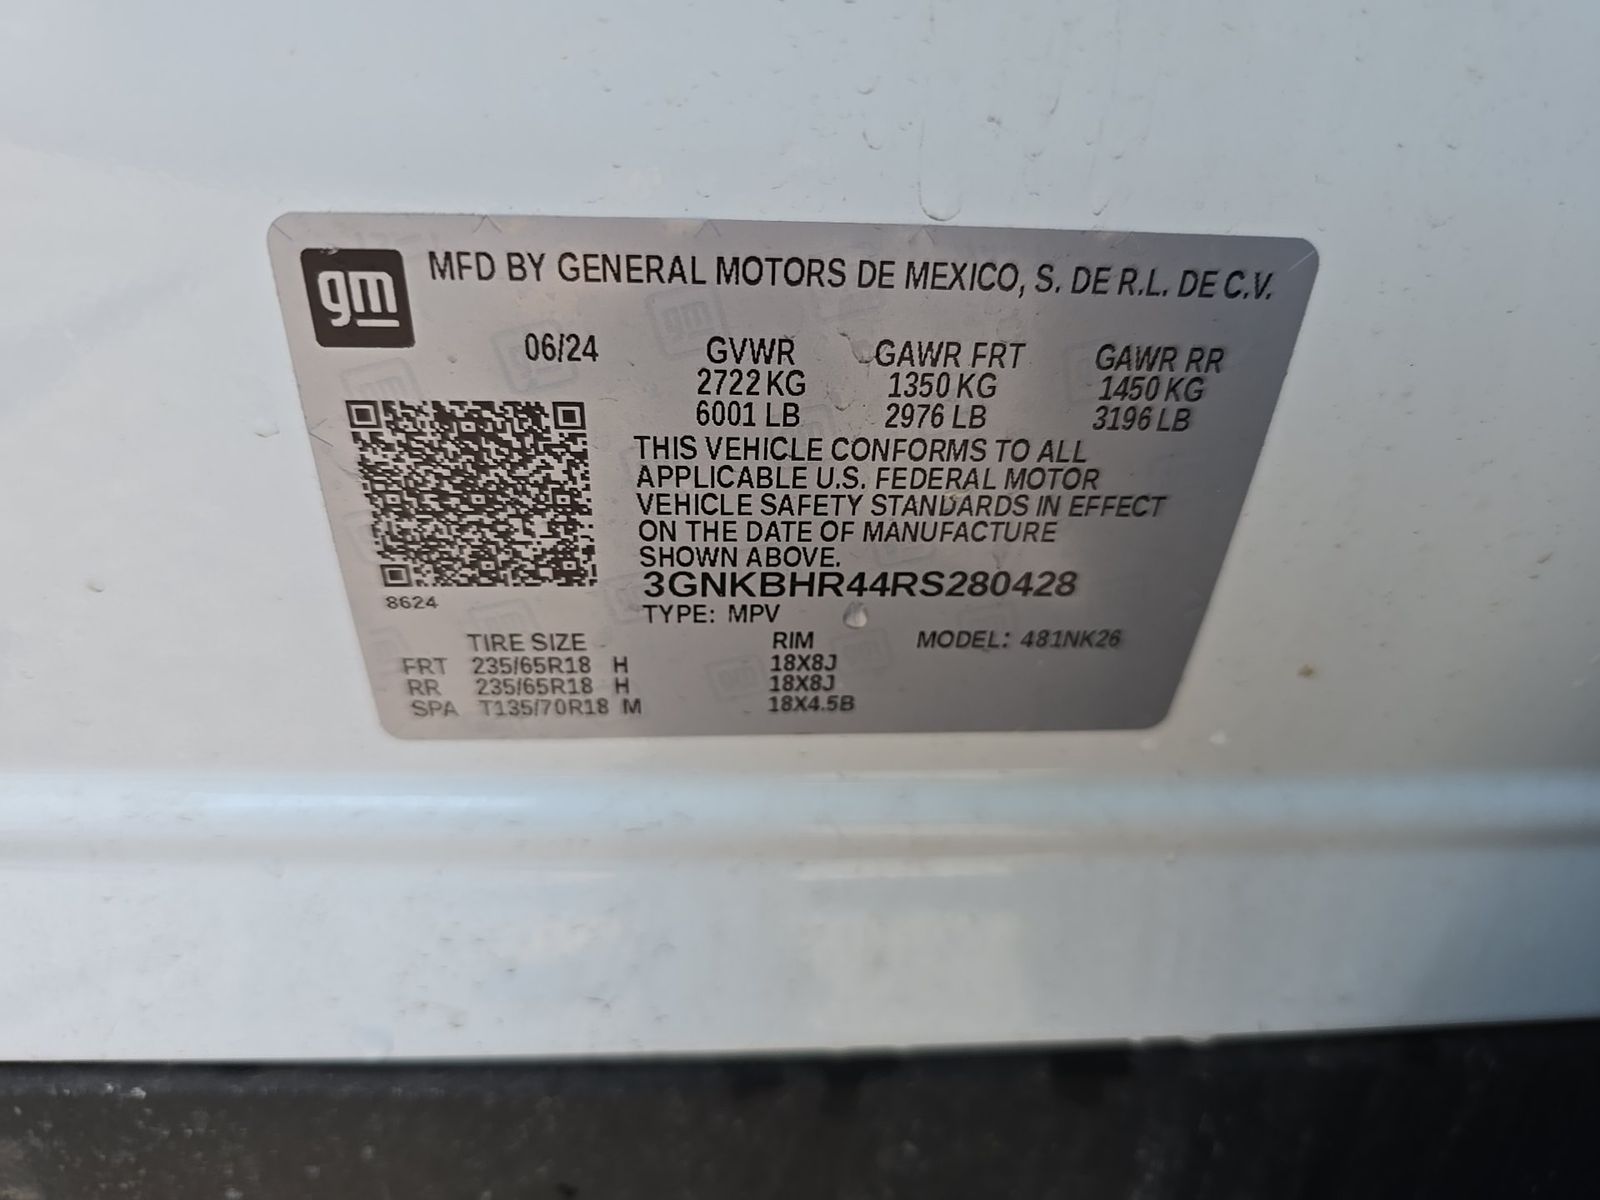 gm
MFD BY GENERAL MOTORS DE MEXICO, S. DE R.L. DE C.V.
06/24 GVWR GAWR FRT GAWR RR
2722 KG 1350 KG 1450 KG
6001 LB 2976 LB 3196 LB
THIS VEHICLE CONFORMS TO ALL
APPLICABLE U.S. FEDERAL MOTOR
VEHICLE SAFETY STANDARDS IN EFFECT
ON THE DATE OF MANUFACTURE
SHOWN ABOVE.
3GNKBHR44RS280428
8624
TYPE: MPV
TIRE SIZE RIM MODEL: 481NK26
FRT 235/65R18 H 18X8J
RR 235/65R18 H 18X8J
SPA T135/70R18 M 18X4.5B